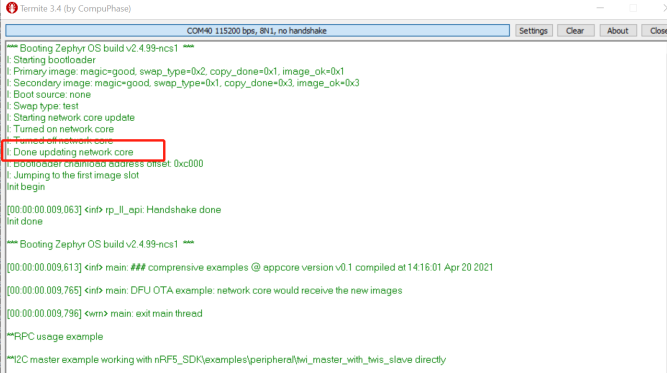 Termite 3.4 (by CompuPhase)
COM40 115200 bps, 8N1, no handshake
Settings
Clear
About
Close
*** Booting Zephyr OS build v2.4.99-ncs1 ***
I: Starting bootloader
I: Primary image: magic=good, swap_type=0x2, copy_done=0x1, image_ok=0x1
I: Secondary image: magic=good, swap_type=0x1, copy_done=0x3, image_ok=0x3
I: Boot source: none
I: Swap type: test
I: Starting network core update
I: Turned on network core
I: Turned off network core
I: Done updating network core
I: Bootloader chainload address offset: 0xc000
I: Jumping to the first image slot
Init begin
[00:00:00.009,063] <inf> rp_ll_api: Handshake done
Init done
*** Booting Zephyr OS build v2.4.99-ncs1 ***
[00:00:00.009,613] <inf> main: ### comprensive examples @ appcore version v0.1 compiled at 14:16:01 Apr 20 2021
[00:00:00.009,765] <inf> main: DFU OTA example: network core would receive the new images
[00:00:00.009,796] <wrn> main: exit main thread
**RPC usage example
**I2C master example working with nRF5_SDK\examples\peripheral\twi_master_with_twis_slave directly